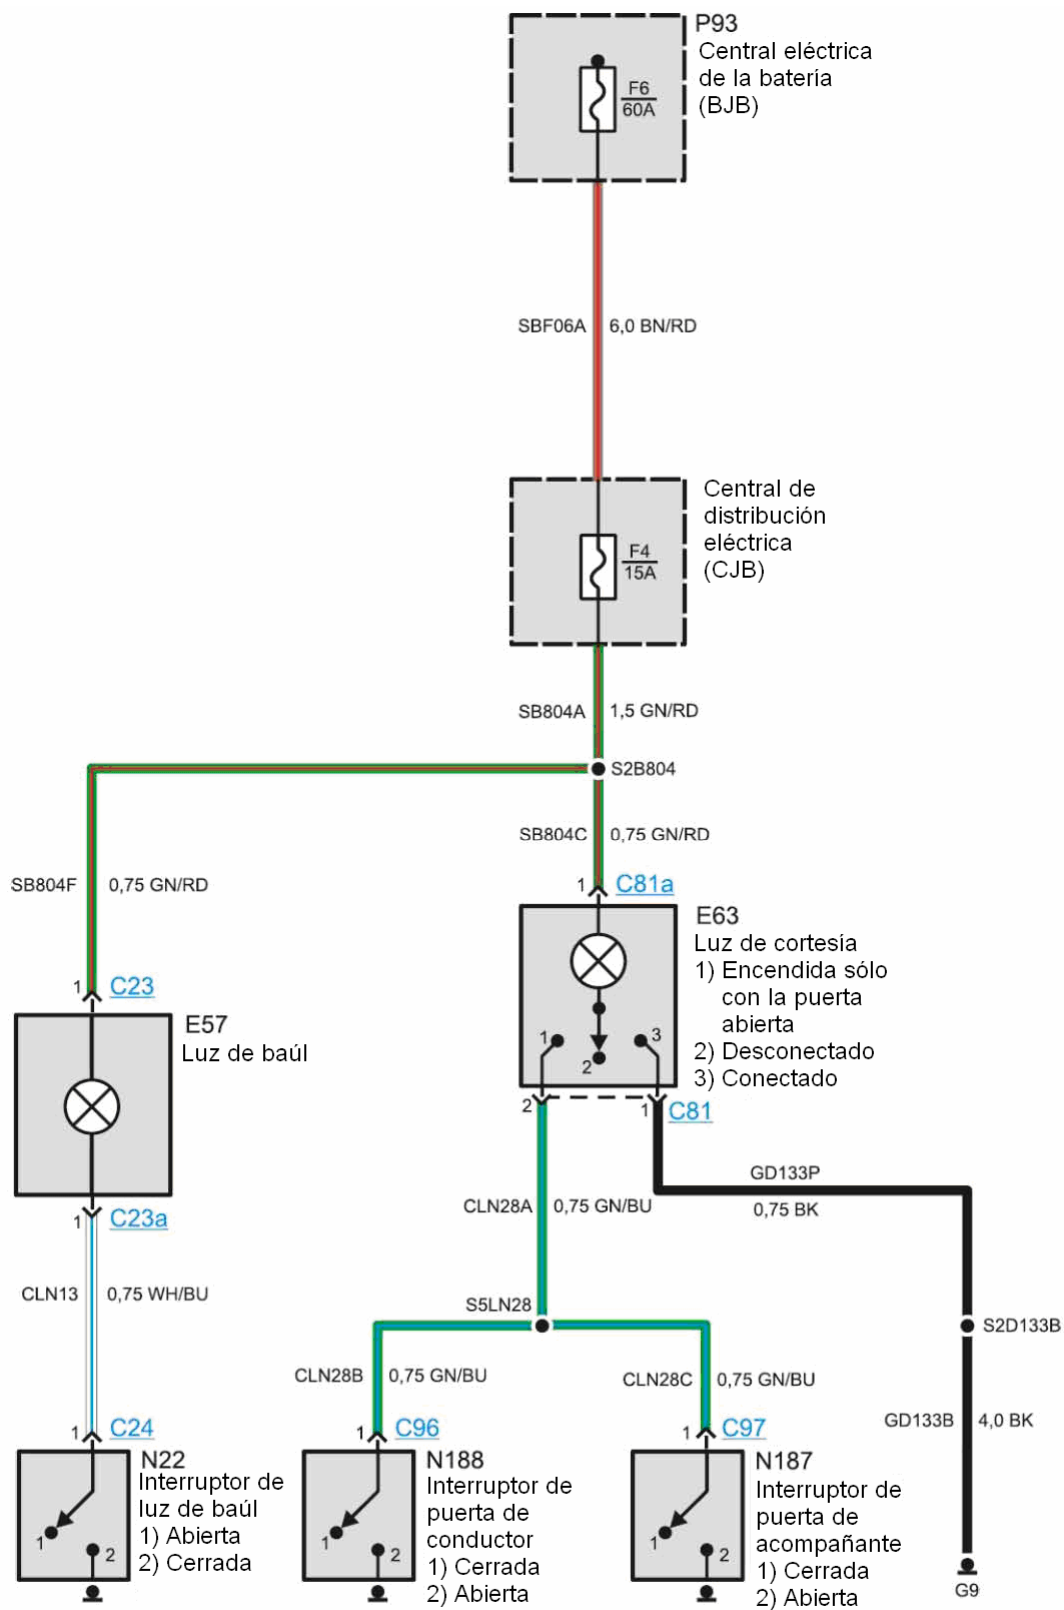 P93
Central eléctrica
de la batería
(BJB)
F6
60A
SBF06A
6,0 BN/RD
Central de
distribución
eléctrica
(CJB)
F4
15A
SB804A
1,5 GN/RD
S2B804
SB804C
0,75 GN/RD
SB804F
0,75 GN/RD
1
C81a
E63
Luz de cortesía
1) Encendida sólo
con la puerta
abierta
2) Desconectado
3) Conectado
1
2
3
1
C23
E57
Luz de baúl
2
1
C81
GD133P
0,75 BK
CLN28A
0,75 GN/BU
1
C23a
CLN13
0,75 WH/BU
S5LN28
S2D133B
CLN28B
0,75 GN/BU
CLN28C
0,75 GN/BU
GD133B
4,0 BK
1
C24
N22
Interruptor de
luz de baúl
1) Abierta
2) Cerrada
1
2
1
C96
N188
Interruptor de
puerta de
conductor
1) Cerrada
2) Abierta
1
2
1
C97
N187
Interruptor de
puerta de
acompañante
1) Cerrada
2) Abierta
1
2
G9